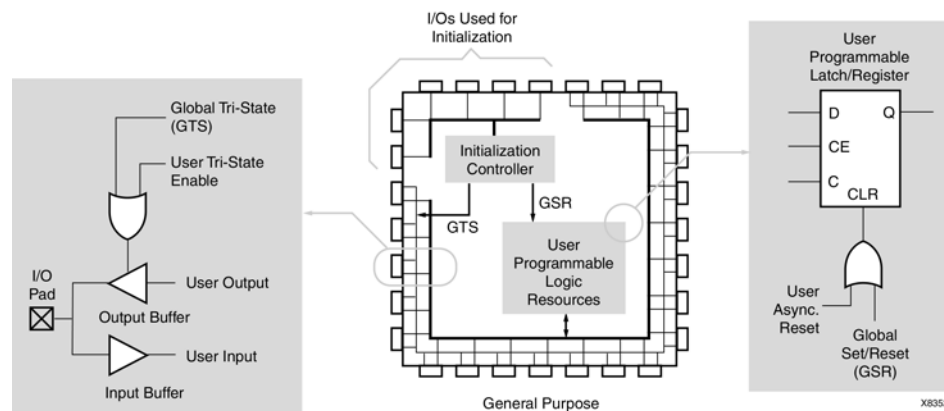 I/Os Used for
Initialization
Global Tri-State
(GTS)
User Tri-State
Enable
I/O
Pad
User Output
Output Buffer
User Input
Input Buffer
Initialization
Controller
GTS
GSR
User
Programmable
Logic
Resources
General Purpose
User
Programmable
Latch/Register
D
Q
CE
C
CLR
User
Async.
Reset
Global
Set/Reset
(GSR)